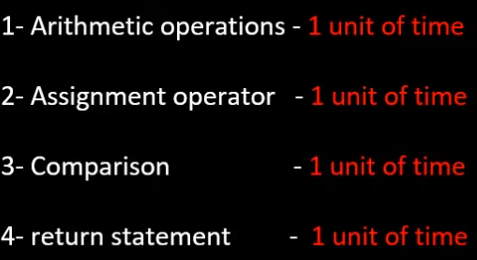 1- Arithmetic operations - 1 unit of time
2- Assignment operator - 1 unit of time
3- Comparison - 1 unit of time
4- return statement - 1 unit of time